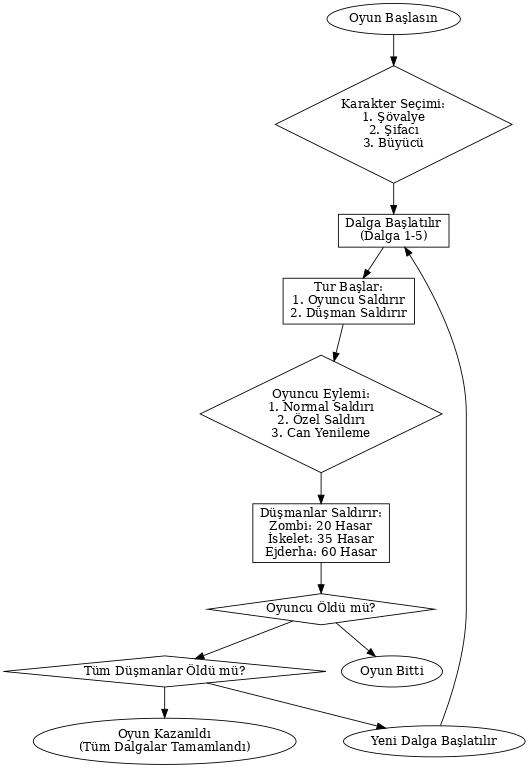 Oyun Başlasın
Karakter Seçimi:
1. Şövalye
2. Şifacı
3. Büyücü
Dalga Başlatılır
(Dalga 1-5)
Tur Başlar:
1. Oyuncu Saldırır
2. Düşman Saldırır
Oyuncu Eylemi:
1. Normal Saldırı
2. Özel Saldırı
3. Can Yenileme
Düşmanlar Saldırır:
Zombi: 20 Hasar
İskelet: 35 Hasar
Ejderha: 60 Hasar
Oyuncu Öldü mü?
Tüm Düşmanlar Öldü mü?
Oyun Bitti
Oyun Kazanıldı
(Tüm Dalgalar Tamamlandı)
Yeni Dalga Başlatılır